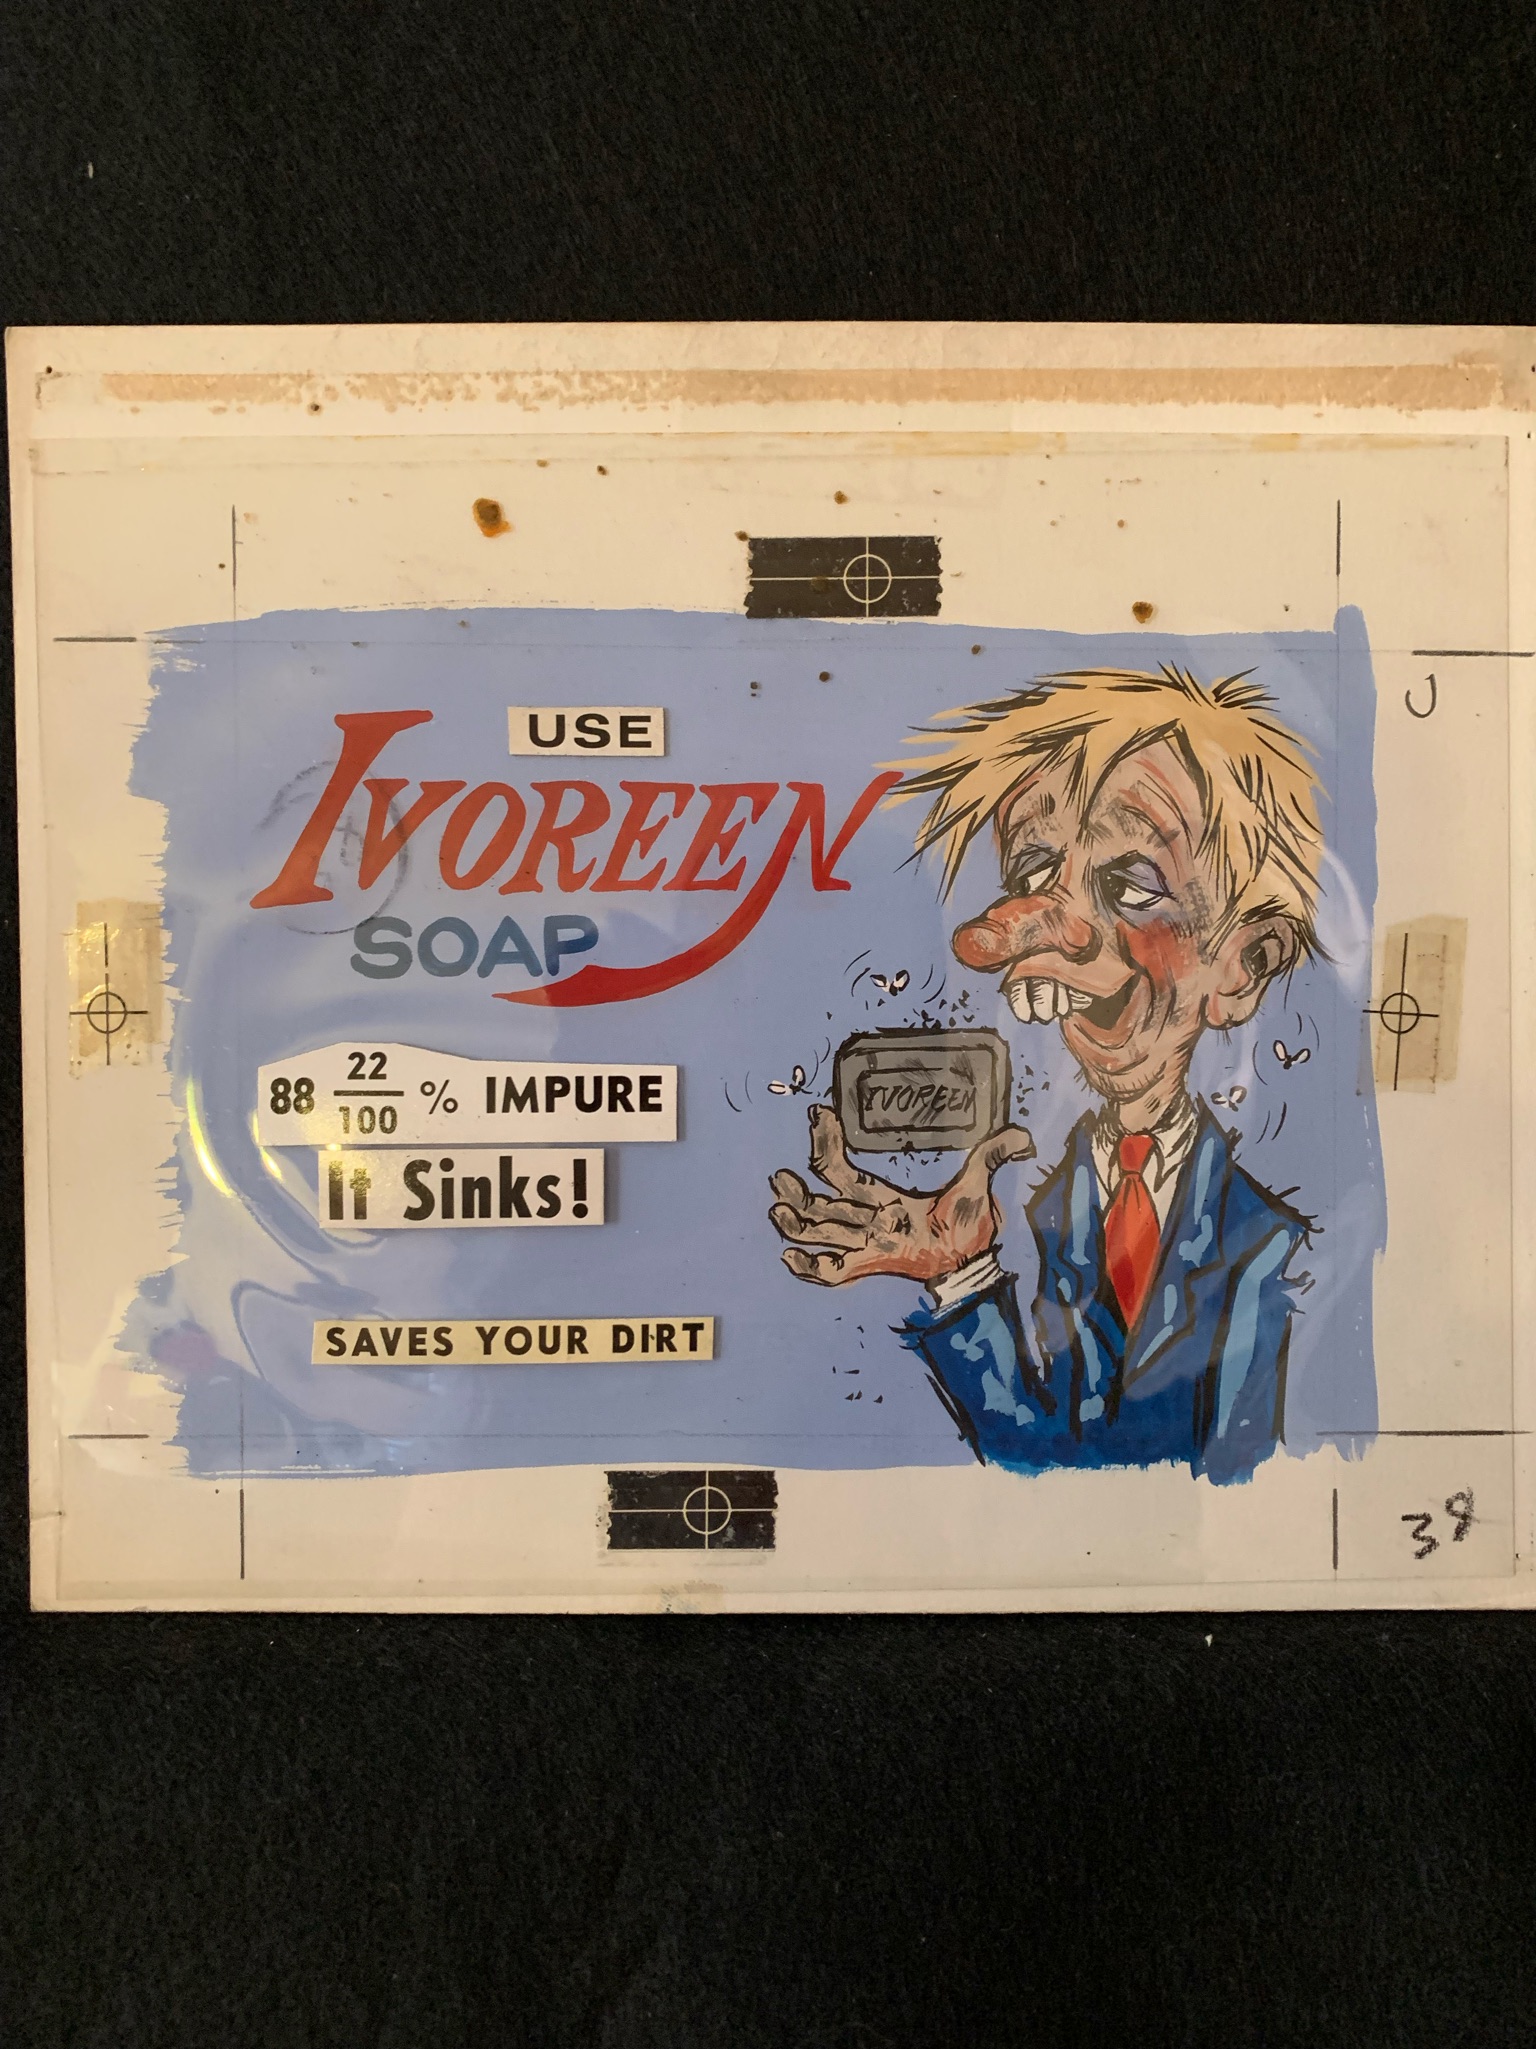 USE
IVOREEN
SOAP
88 22/100 % IMPURE
It Sinks!
SAVES YOUR DIRT
IVOREEN
U
38